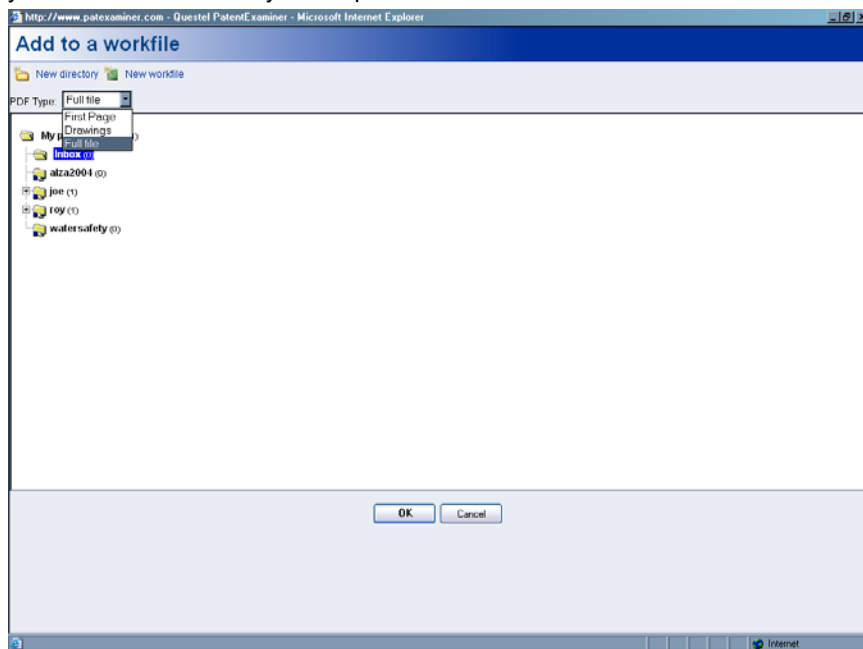 http://www.patexaminer.com - Questel PatentExaminer - Microsoft Internet Explorer
Add to a workfile
New directory New workfile
PDF Type: Full file
First Page
Drawings
Full file
My p
Inbox (0)
alza2004 (0)
joe (1)
roy (1)
watersafety (0)
OK Cancel
Internet